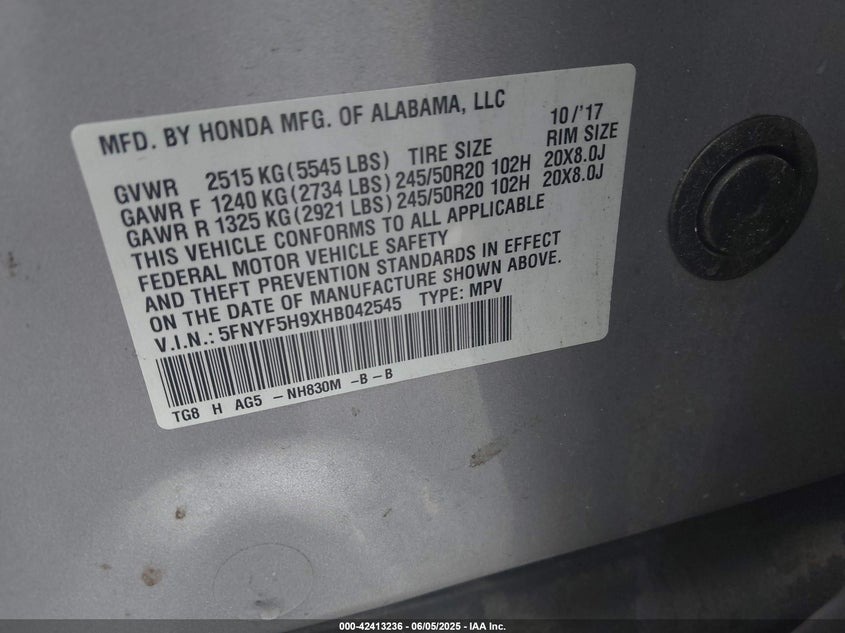 MFD. BY HONDA MFG. OF ALABAMA, LLC 10/'17
GVWR 2515 KG (5545 LBS) TIRE SIZE RIM SIZE
GAWR F 1240 KG (2734 LBS) 245/50R20 102H 20X8.0J
GAWR R 1325 KG (2921 LBS) 245/50R20 102H 20X8.0J
THIS VEHICLE CONFORMS TO ALL APPLICABLE
FEDERAL MOTOR VEHICLE SAFETY
AND THEFT PREVENTION STANDARDS IN EFFECT
ON THE DATE OF MANUFACTURE SHOWN ABOVE.
V.I.N.: 5FNYF5H9XHB042545 TYPE: MPV
TG8 H AG5 -NH830M -B-B
000-42413236 - 06/05/2025 - IAA Inc.